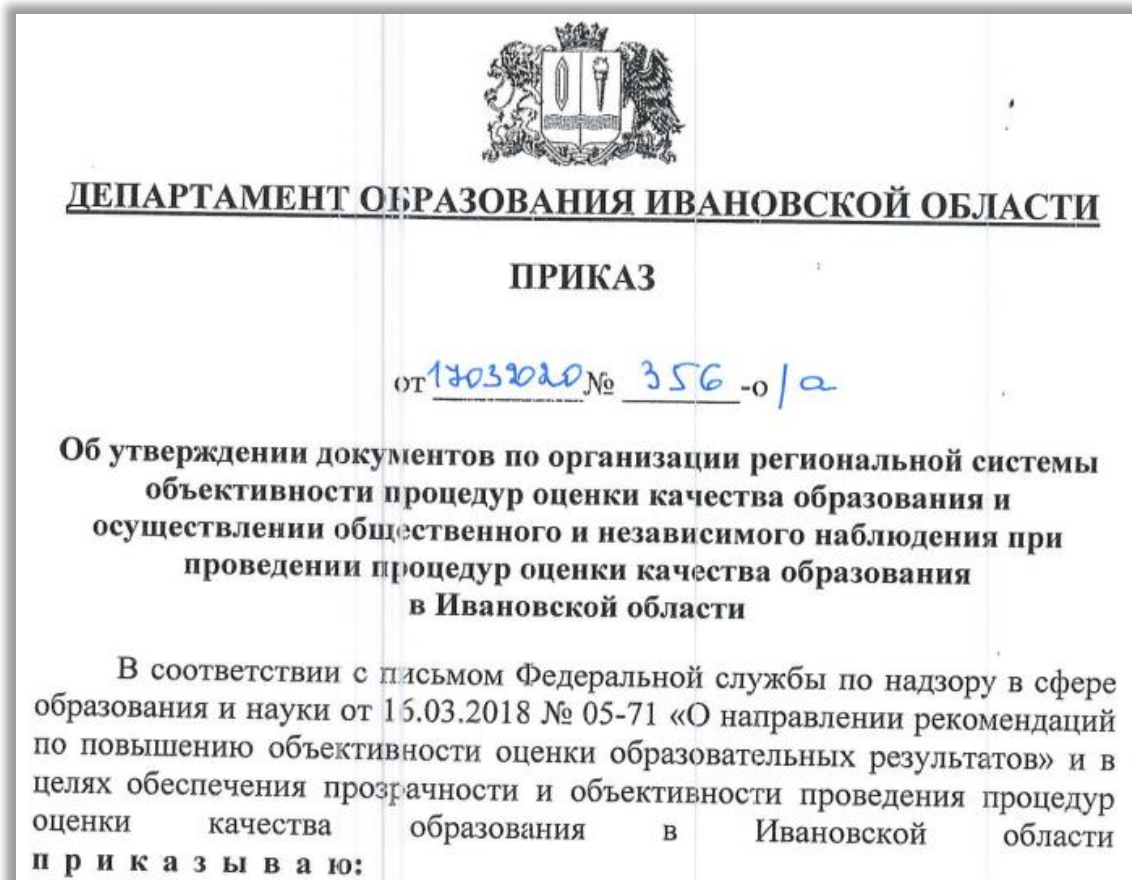 ДЕПАРТАМЕНТ ОБРАЗОВАНИЯ ИВАНОВСКОЙ ОБЛАСТИ
ПРИКАЗ
от 17032020 № 356 -о/а
Об утверждении документов по организации региональной системы
объективности процедур оценки качества образования и
осуществлении общественного и независимого наблюдения при
проведении процедур оценки качества образования
в Ивановской области
В соответствии с письмом Федеральной службы по надзору в сфере
образования и науки от 16.03.2018 № 05-71 «О направлении рекомендаций
по повышению объективности оценки образовательных результатов» и в
целях обеспечения прозрачности и объективности проведения процедур
оценки качества образования в Ивановской области
п р и к а з ы в а ю: